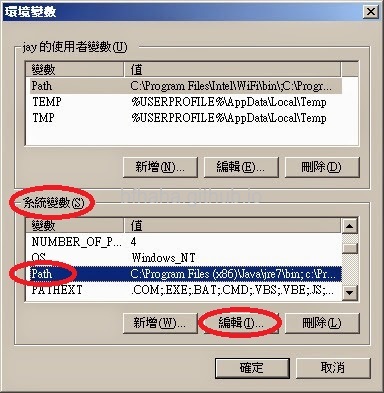 環境變數
jay 的使用者變數(U)
變數 值
Path C:\Program Files\Intel\WiFi\bin\;C:\Progr...
TEMP %USERPROFILE%\AppData\Local\Temp
TMP %USERPROFILE%\AppData\Local\Temp
新增(N)... 編輯(E)... 刪除(D)
系統變數(S)
變數 值
NUMBER_OF_P... 4
OS Windows_NT
Path C:\Program Files (x86)\Java\jre7\bin; c:\Pr...
PATHEXT .COM;.EXE;.BAT;.CMD;.VBS;.VBE;.JS;...
新增(W)... 編輯(I)... 刪除(L)
確定 取消